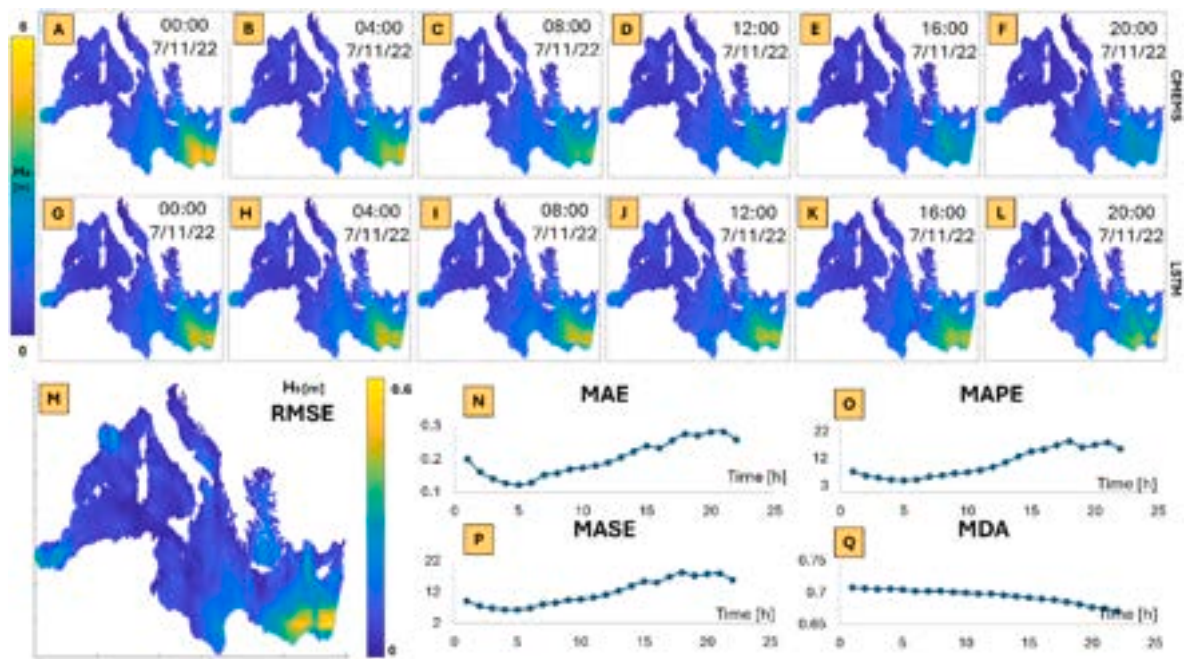 6
A 00:00 7/11/22
B 04:00 7/11/22
C 08:00 7/11/22
D 12:00 7/11/22
E 16:00 7/11/22
F 20:00 7/11/22
CMEMS
Hs
[m]
G 00:00 7/11/22
H 04:00 7/11/22
I 08:00 7/11/22
J 12:00 7/11/22
K 16:00 7/11/22
L 20:00 7/11/22
LSTM
0
M
Hs[m]
RMSE
0.6
0
N
MAE
0.3
0.2
0.1
Time [h]
0 5 10 15 20 25
O
MAPE
22
12
3
Time [h]
0 5 10 15 20 25
P
MASE
22
12
2
Time [h]
0 5 10 15 20 25
Q
MDA
0.75
0.7
0.65
Time [h]
0 5 10 15 20 25